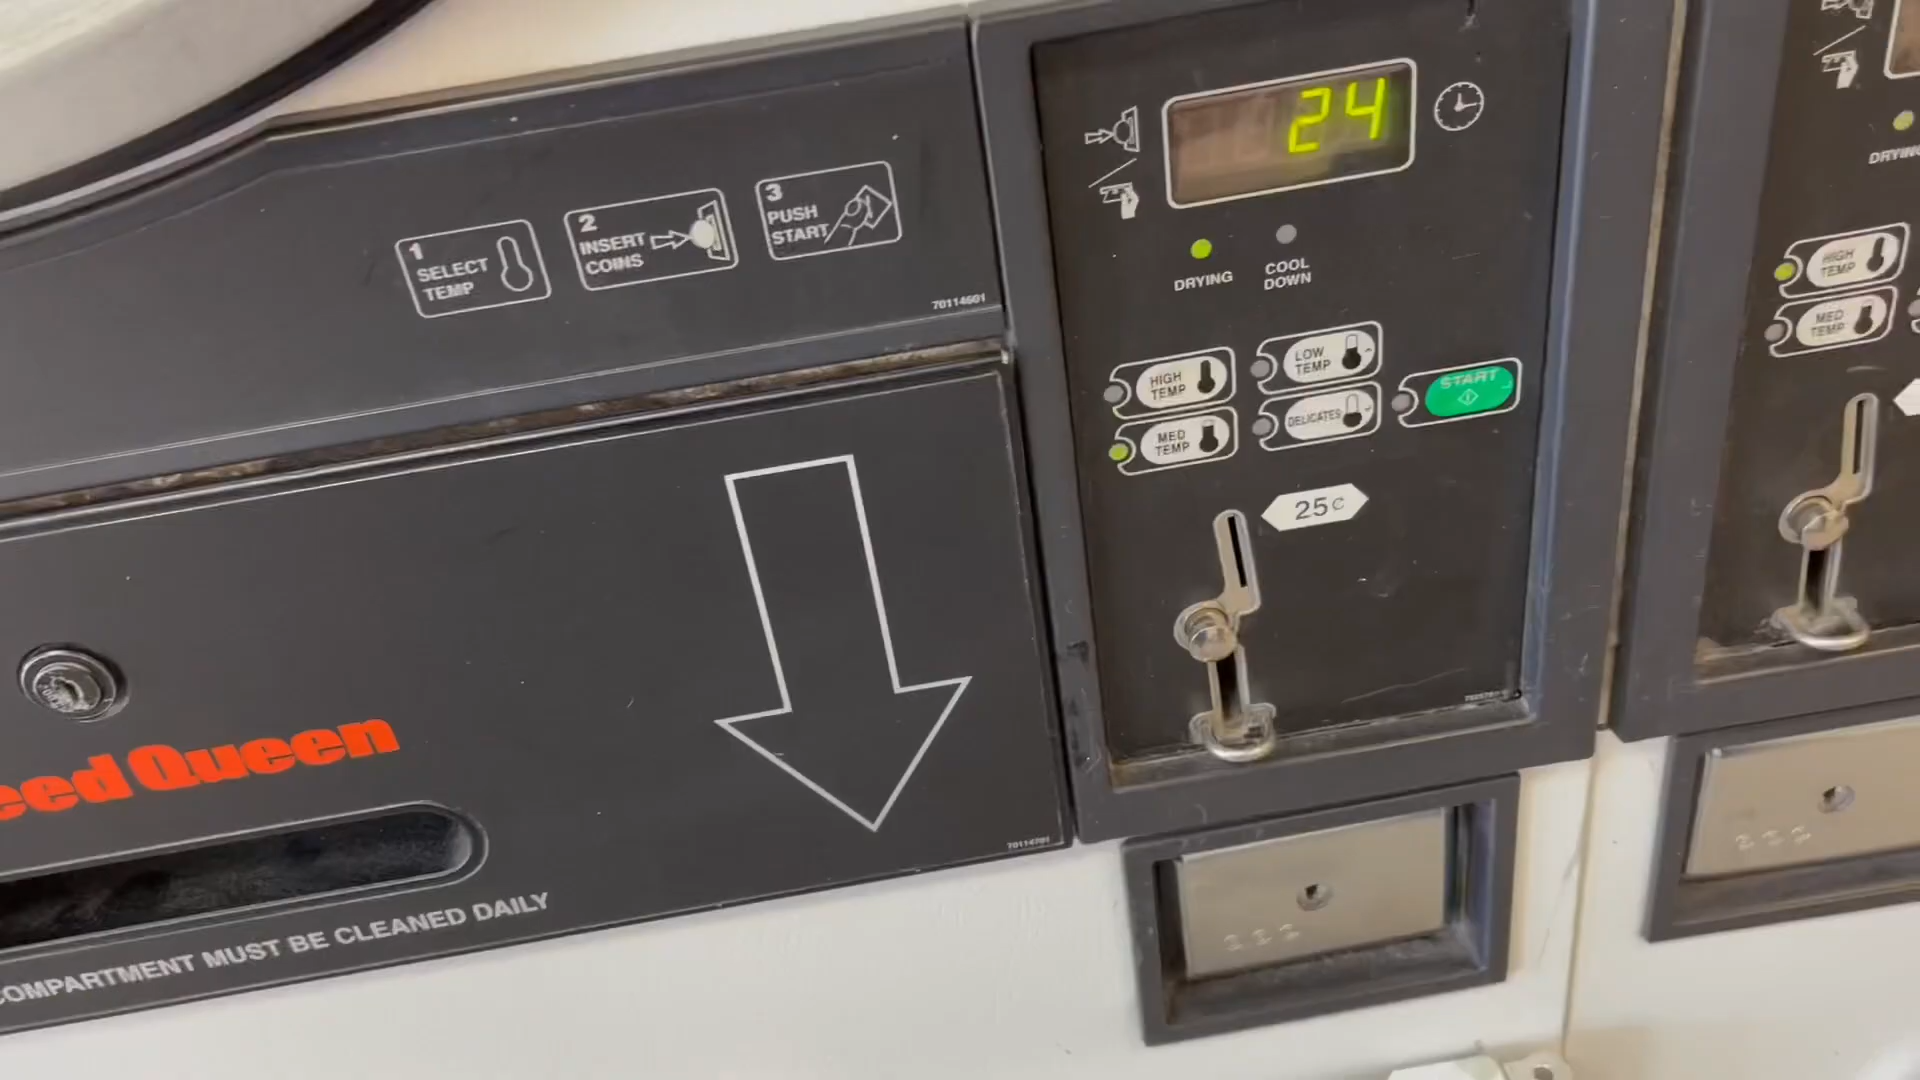 1
SELECT
TEMP
2
INSERT
COINS
3
PUSH
START
70114601
24
DRYING
COOL
DOWN
HIGH
TEMP
LOW
TEMP
MED
TEMP
DELICATES
START
25¢
eed Queen
70114701
COMPARTMENT MUST BE CLEANED DAILY
DRYING
HIGH
TEMP
MED
TEMP